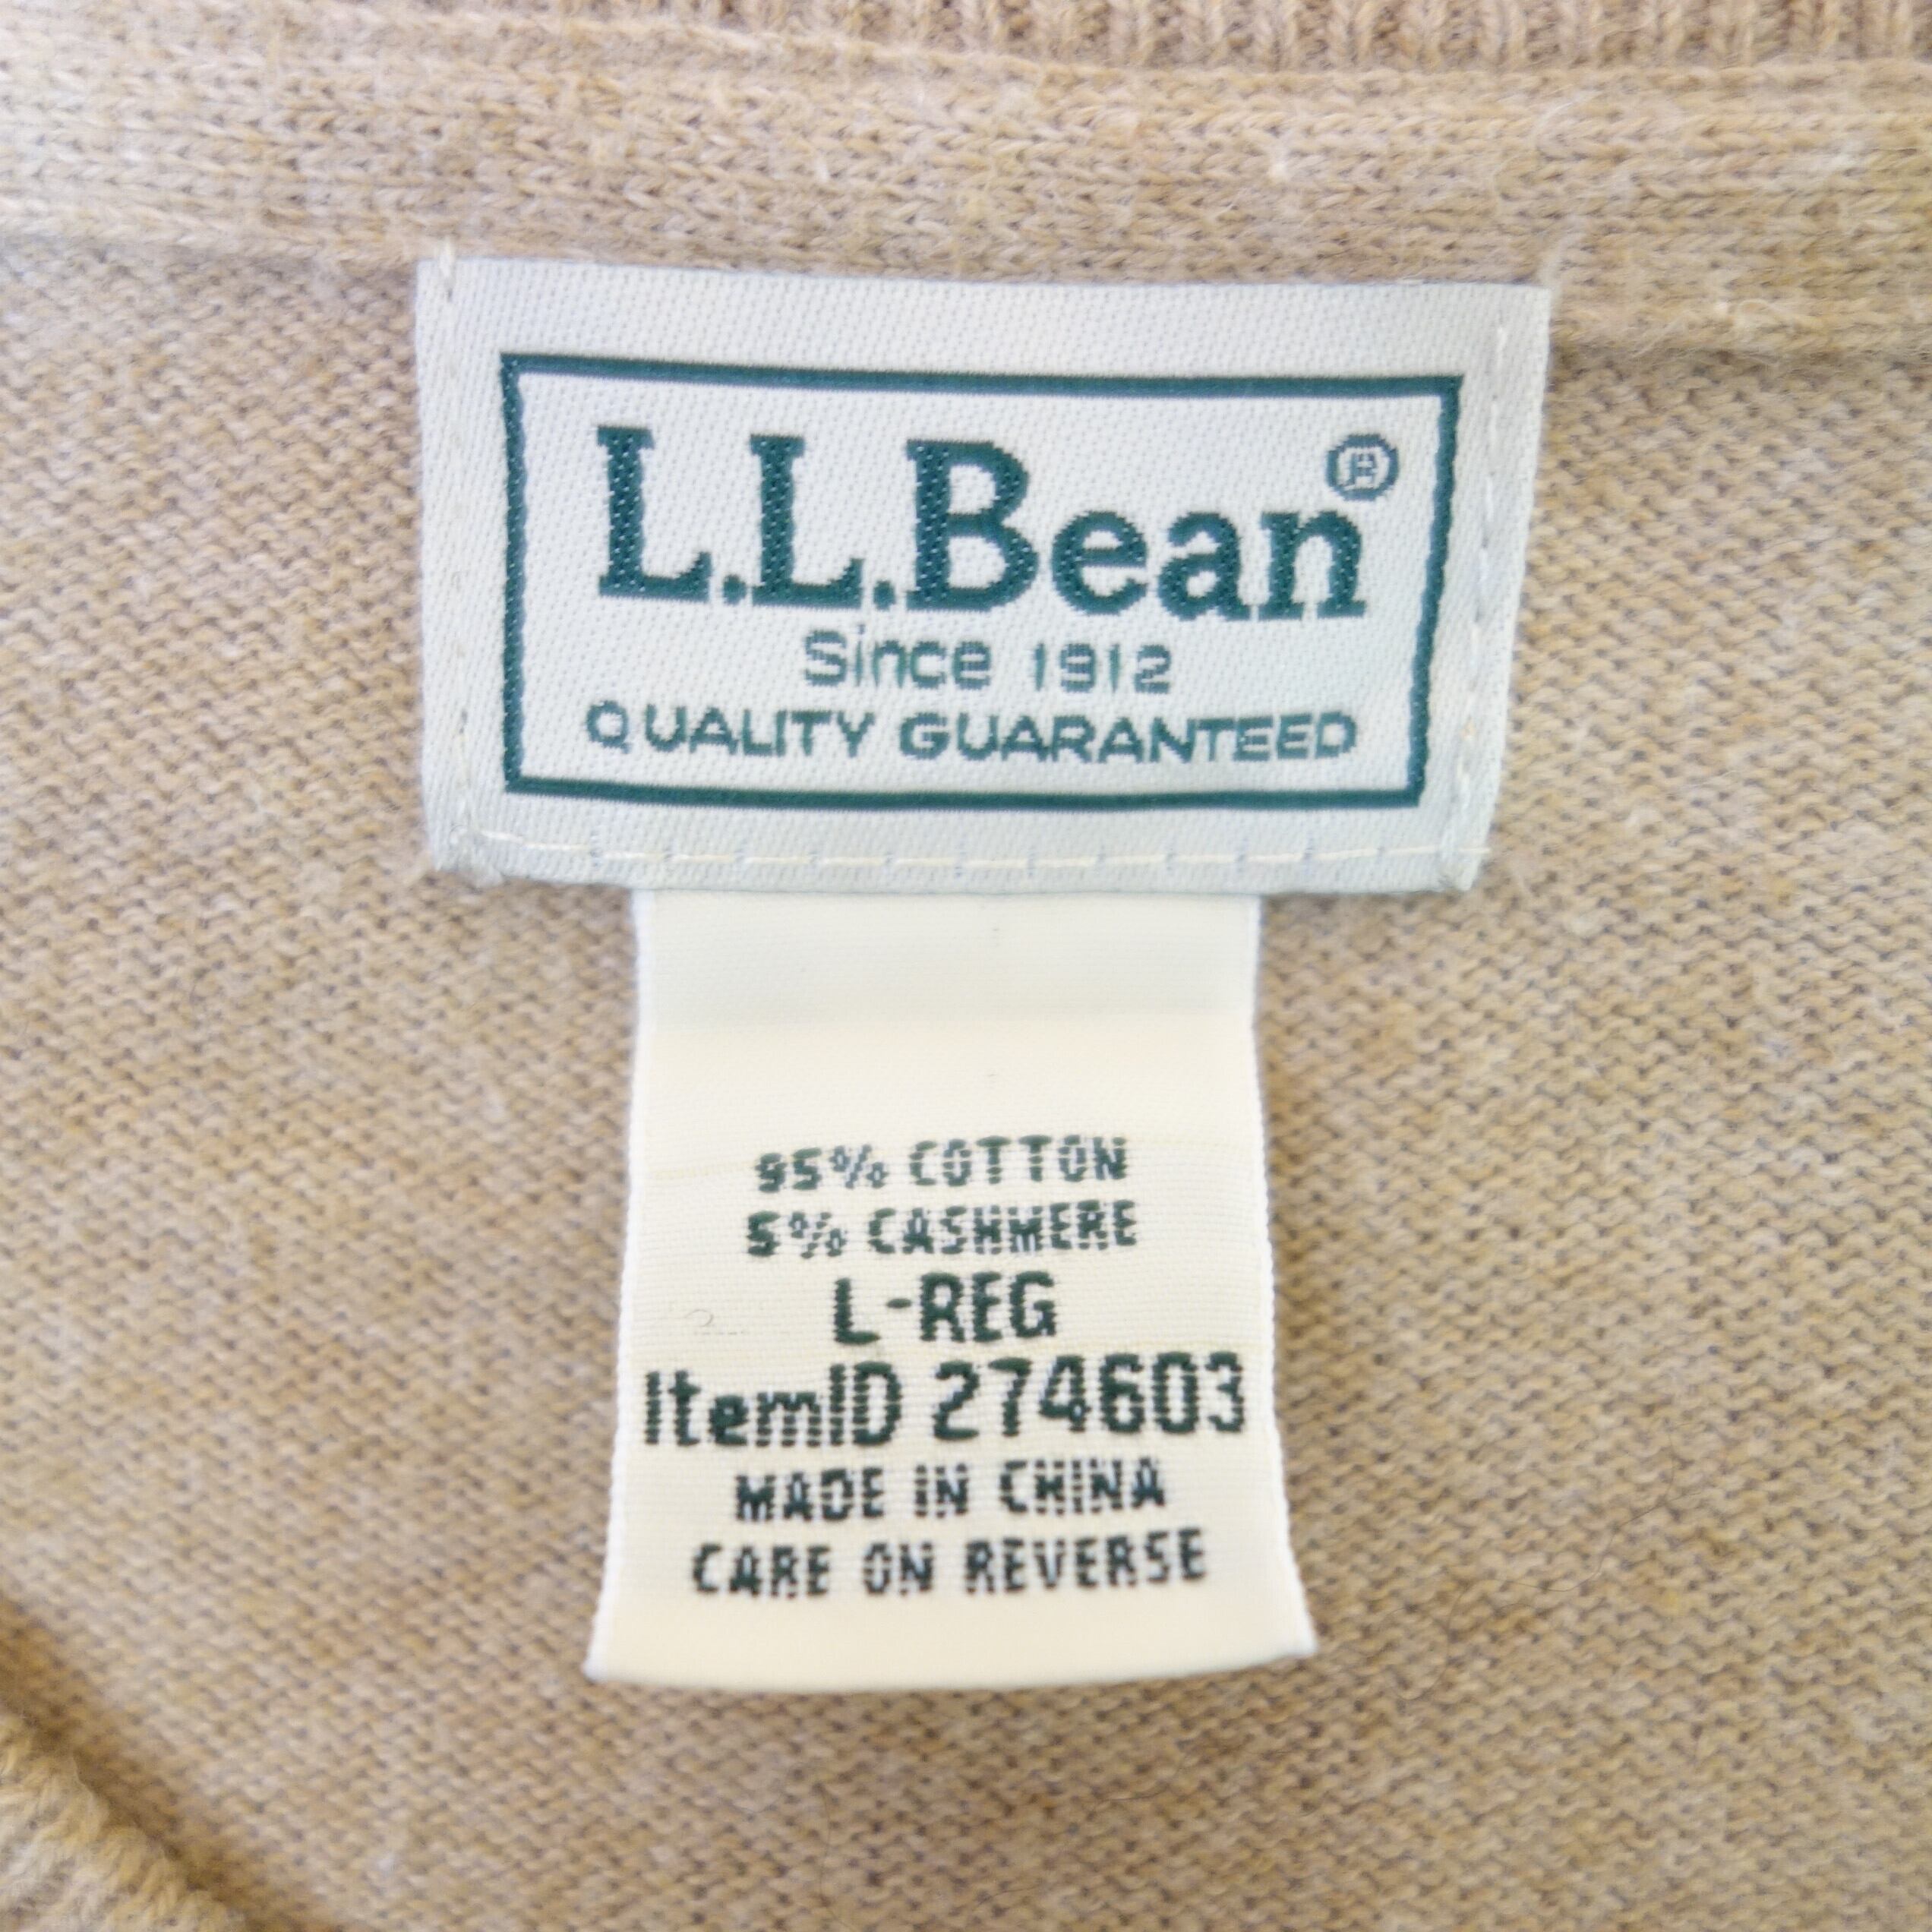 L.L.Bean®
Since 1912
QUALITY GUARANTEED
95% COTTON
5% CASHMERE
L-REG
ItemID 274603
MADE IN CHINA
CARE ON REVERSE